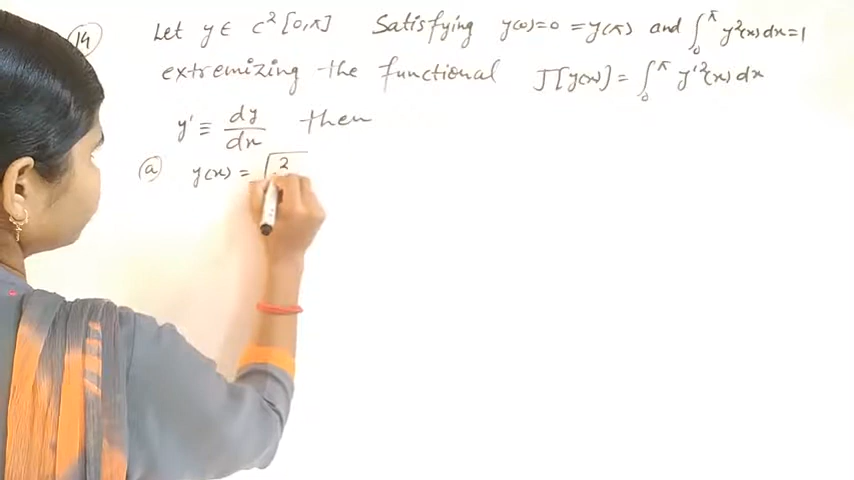 14 Let y ∈ C²[0,π] Satisfying y(0)=0=y(π) and ∫₀^π y²(x)dx=1
extremizing the functional J[y(x)] = ∫₀^π y'²(x)dx
y' ≡ dy/dx then
(a) y(x) = √2